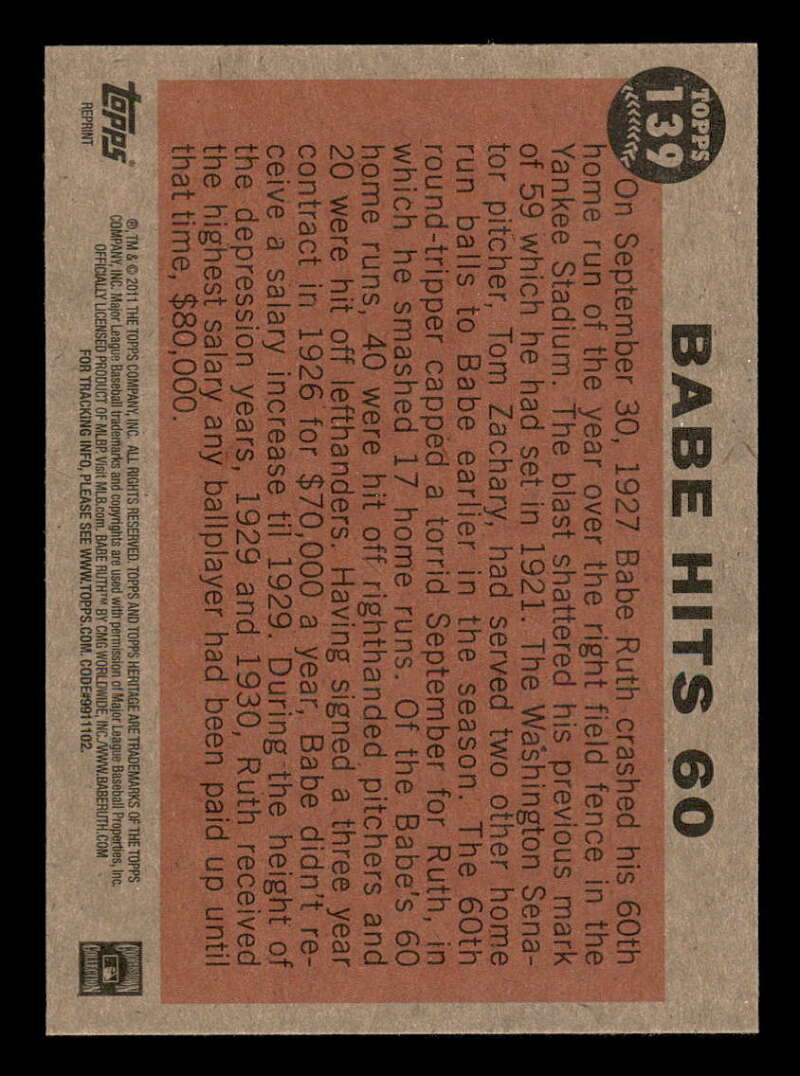 TOPPS
139
BABE HITS 60
On September 30, 1927 Babe Ruth crashed his 60th
home run of the year over the right field fence in the
Yankee Stadium. The blast shattered his previous mark
of 59 which he had set in 1921. The Washington Sena-
tor pitcher, Tom Zachary, had served two other home
run balls to Babe earlier in the season. The 60th
round-tripper capped a torrid September for Ruth, in
which he smashed 17 home runs. Of the Babe's 60
home runs, 40 were hit off righthanded pitchers and
20 were hit off lefthanders. Having signed a three year
contract in 1926 for $70,000 a year, Babe didn't re-
ceive a salary increase til 1929. During the height of
the depression years, 1929 and 1930, Ruth received
the highest salary any ballplayer had been paid up until
that time, $80,000.
topps®
REPRINT
®, TM & © 2011 THE TOPPS COMPANY, INC. ALL RIGHTS RESERVED. TOPPS AND TOPPS HERITAGE ARE TRADEMARKS OF THE TOPPS
COMPANY, INC. Major League Baseball trademarks and copyrights are used with permission of Major League Baseball Properties, Inc.
OFFICIALLY LICENSED PRODUCT OF MLBP. Visit MLB.com. BABE RUTH™ BY CMG WORLDWIDE, INC./WWW.BABERUTH.COM
FOR TRACKING INFO, PLEASE SEE WWW.TOPPS.COM. CODE#9911102.
COOPERSTOWN
COLLECTION